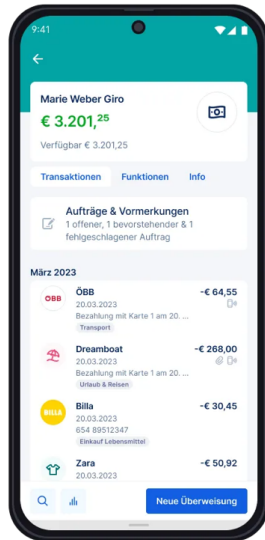 9:41
Marie Weber Giro
€ 3.201,25
Verfügbar € 3.201,25
Transaktionen Funktionen Info
Aufträge & Vormerkungen
1 offener, 1 bevorstehender & 1
fehlgeschlagener Auftrag
März 2023
ÖBB ÖBB -€ 64,55
20.03.2023
Bezahlung mit Karte 1 am 20. ...
Transport
Dreamboat -€ 268,00
20.03.2023
Bezahlung mit Karte 1 am 20. ...
Urlaub & Reisen
BILLA Billa -€ 30,45
20.03.2023
654 89512347
Einkauf Lebensmittel
Zara -€ 50,92
20.03.2023
Neue Überweisung